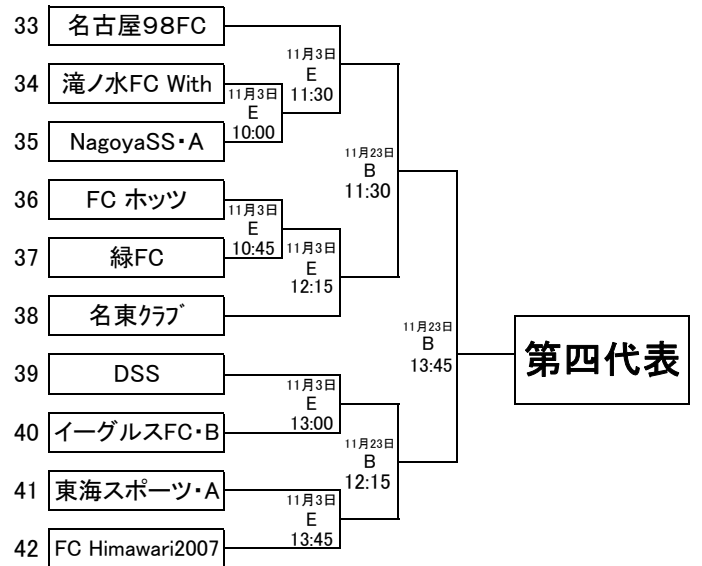 33 名古屋98FC
34 滝ノ水FC With
35 NagoyaSS・A
36 FC ホッツ
37 緑FC
38 名東ｸﾗﾌﾞ
39 DSS
40 イーグルスFC・B
41 東海スポーツ・A
42 FC Himawari2007
11月3日
E
10:00
11月3日
E
10:45
11月3日
E
11:30
11月3日
E
12:15
11月3日
E
13:00
11月3日
E
13:45
11月23日
B
11:30
11月23日
B
12:15
11月23日
B
13:45
第四代表